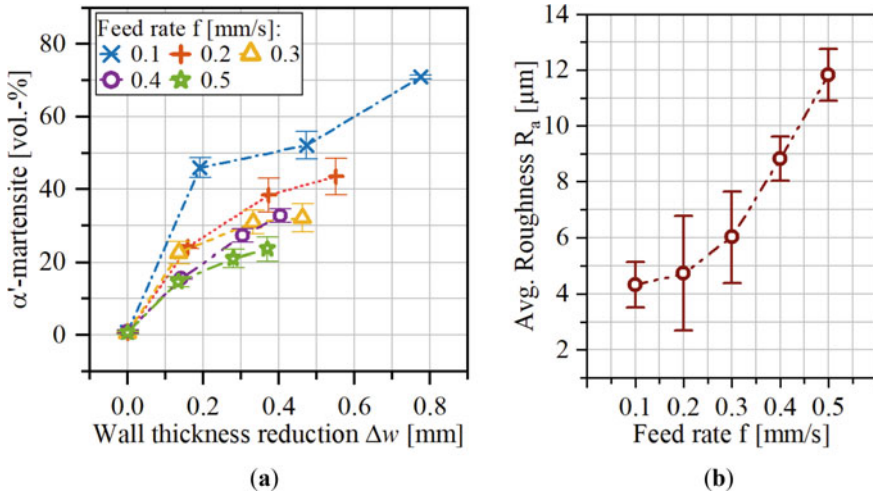 Feed rate f [mm/s]:
0.1 0.2 0.3
0.4 0.5
α'-martensite [vol.-%]
80
60
40
20
0
0.0 0.2 0.4 0.6 0.8
Wall thickness reduction Δw [mm]
(a)
Avg. Roughness Rₐ [µm]
14
12
10
8
6
4
2
0.1 0.2 0.3 0.4 0.5
Feed rate f [mm/s]
(b)